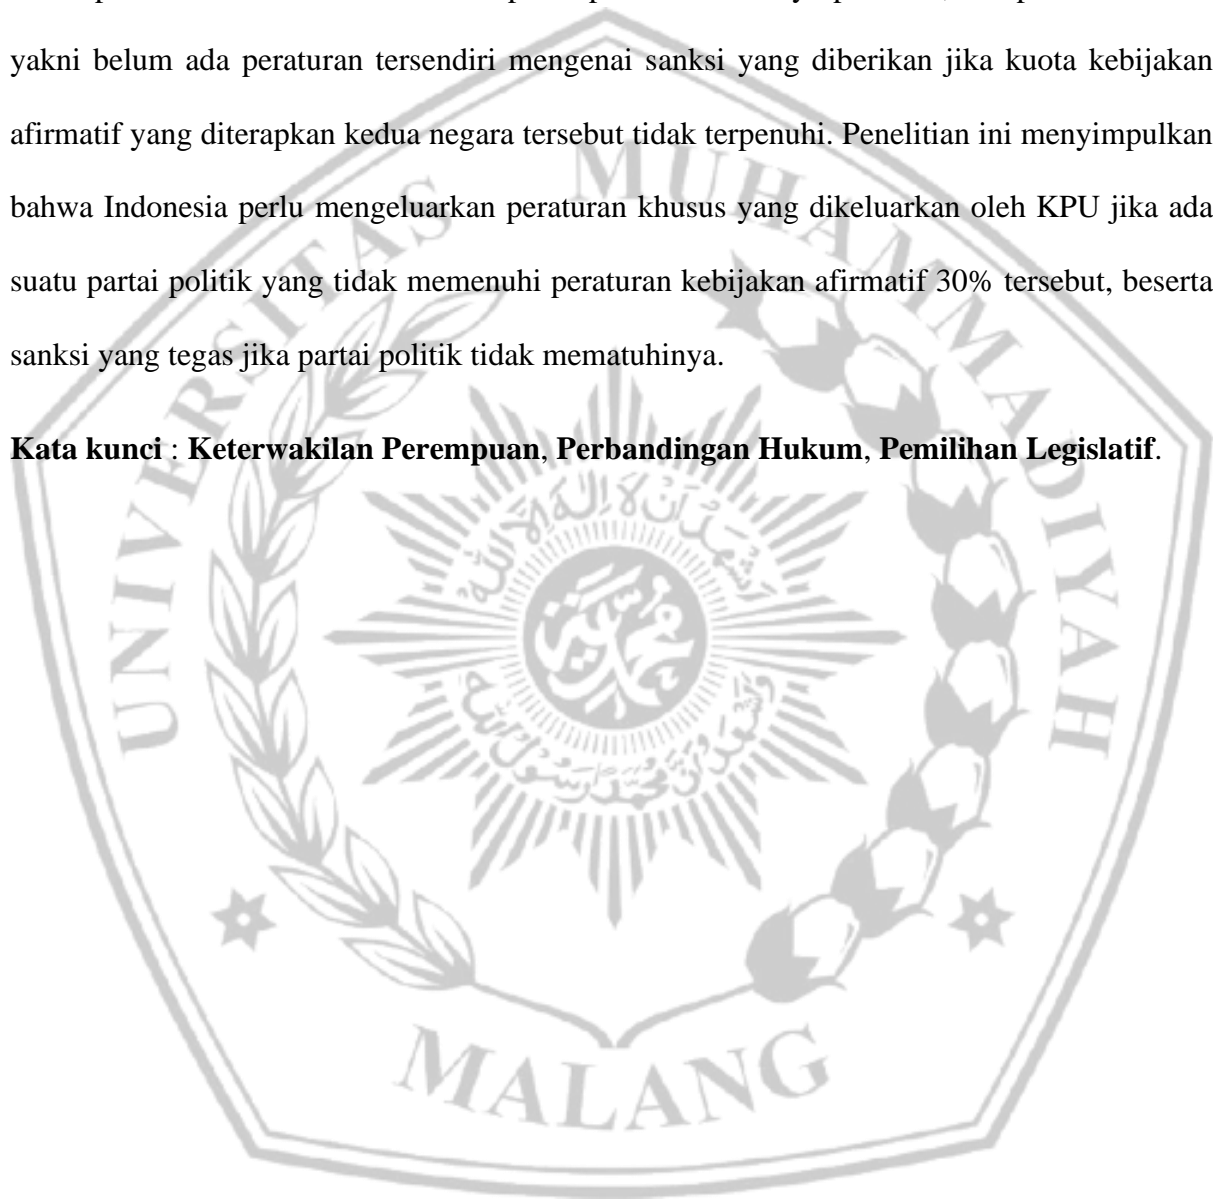 yakni belum ada peraturan tersendiri mengenai sanksi yang diberikan jika kuota kebijakan
afirmatif yang diterapkan kedua negara tersebut tidak terpenuhi. Penelitian ini menyimpulkan
bahwa Indonesia perlu mengeluarkan peraturan khusus yang dikeluarkan oleh KPU jika ada
suatu partai politik yang tidak memenuhi peraturan kebijakan afirmatif 30% tersebut, beserta
sanksi yang tegas jika partai politik tidak mematuhinya.
Kata kunci : Keterwakilan Perempuan, Perbandingan Hukum, Pemilihan Legislatif.
UNIVERSITAS MUHAMMADIYAH
MALANG